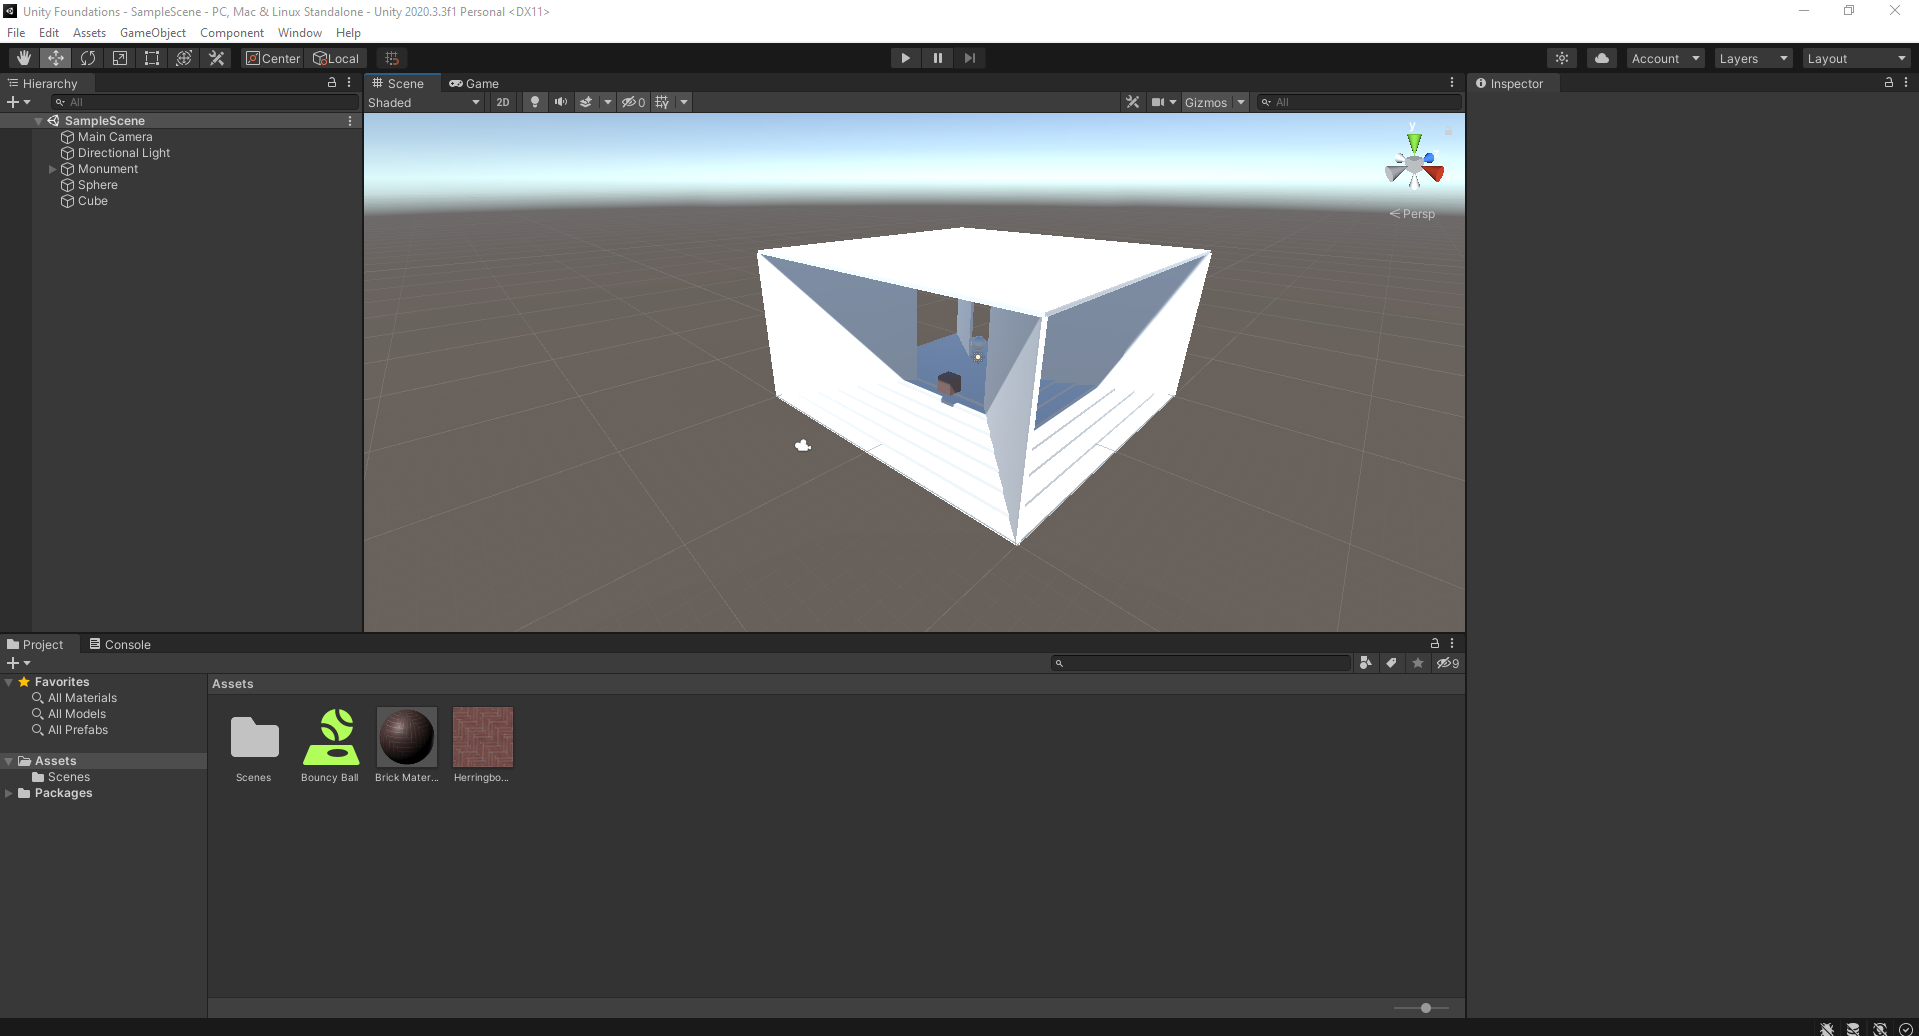 Unity Foundations - SampleScene - PC, Mac & Linux Standalone - Unity 2020.3.3f1 Personal <DX11>
File Edit Assets GameObject Component Window Help
Center Local Account Layers Layout
Hierarchy
All
SampleScene
Main Camera
Directional Light
Monument
Sphere
Cube
Scene Game
Shaded 2D 0 Gizmos All
y
Persp
Inspector
Project Console
9
Favorites
All Materials
All Models
All Prefabs
Assets
Scenes
Packages
Assets
Scenes Bouncy Ball Brick Mater... Herringbo...